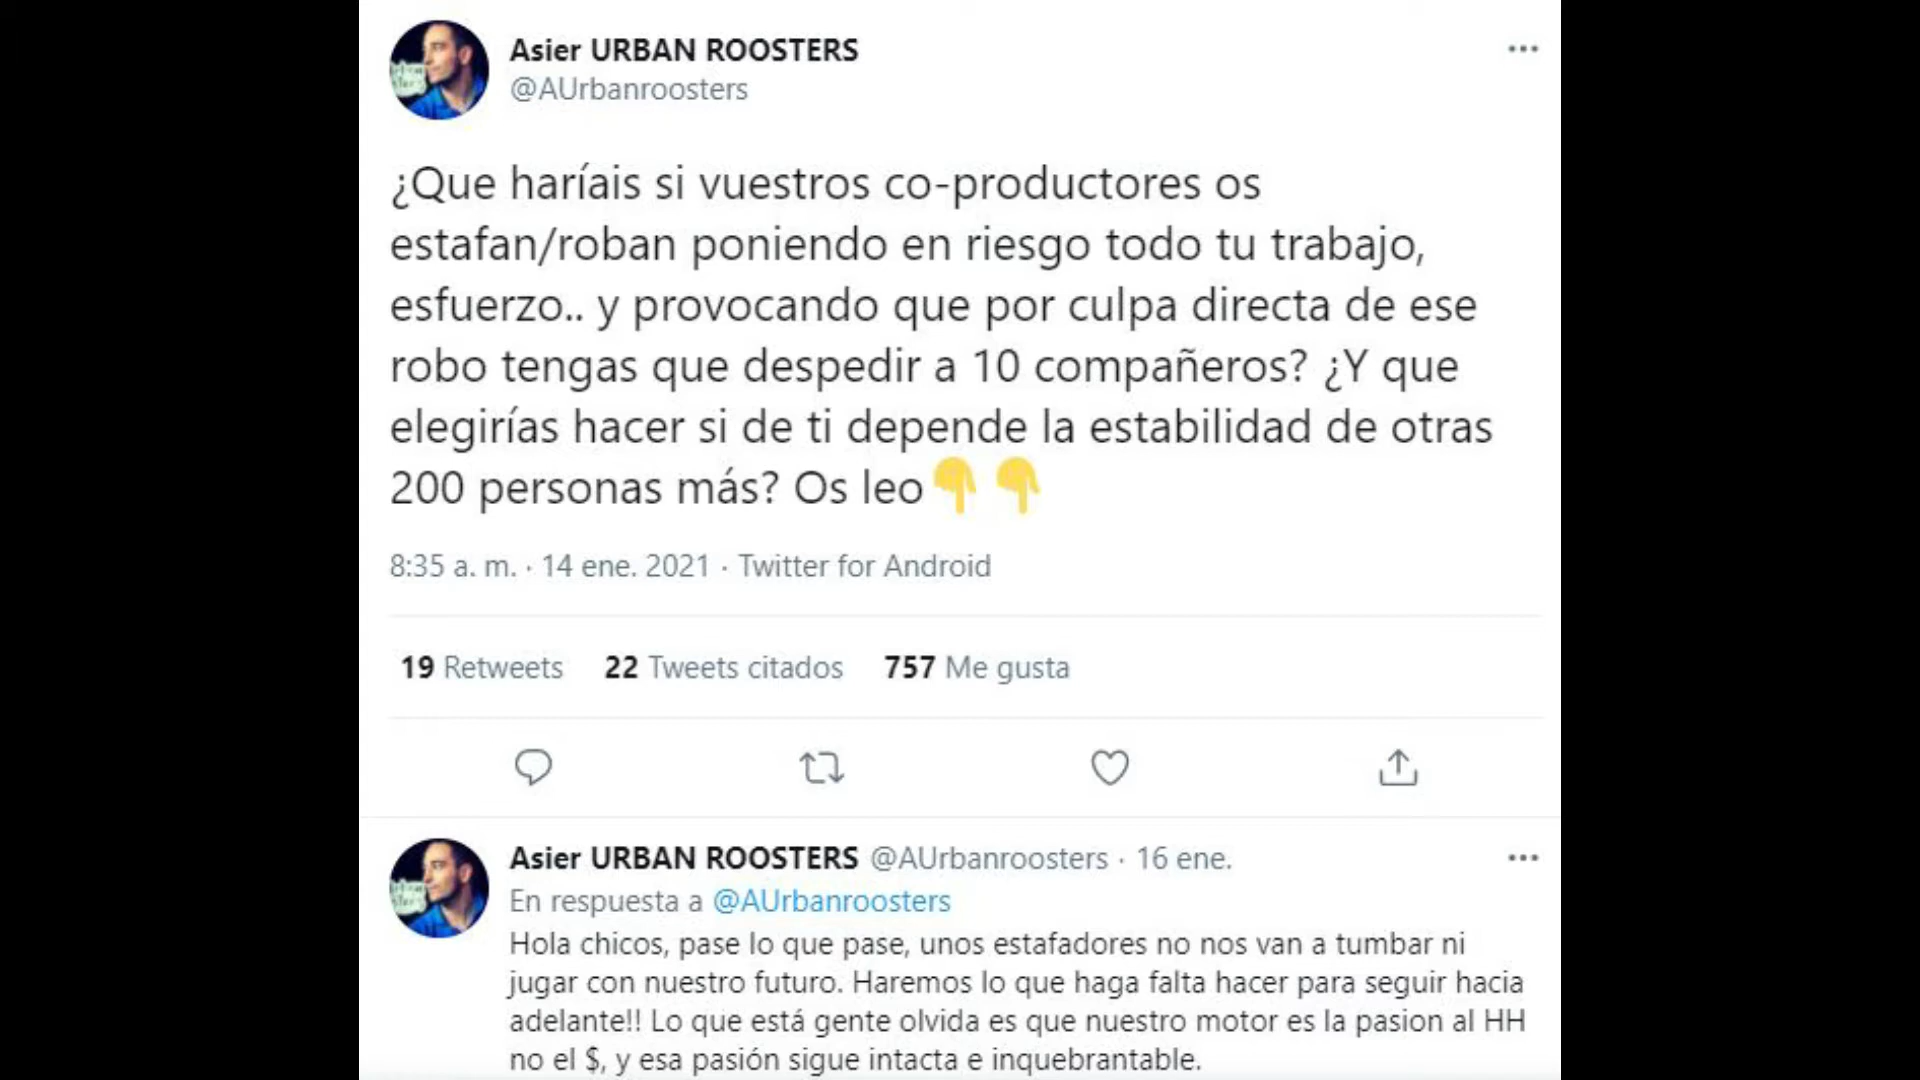 Asier URBAN ROOSTERS
@AUrbanroosters
¿Que haríais si vuestros co-productores os
estafan/roban poniendo en riesgo todo tu trabajo,
esfuerzo.. y provocando que por culpa directa de ese
robo tengas que despedir a 10 compañeros? ¿Y que
elegirías hacer si de ti depende la estabilidad de otras
200 personas más? Os leo👇👇
8:35 a. m. · 14 ene. 2021 · Twitter for Android
19 Retweets 22 Tweets citados 757 Me gusta
Asier URBAN ROOSTERS @AUrbanroosters · 16 ene.
En respuesta a @AUrbanroosters
Hola chicos, pase lo que pase, unos estafadores no nos van a tumbar ni
jugar con nuestro futuro. Haremos lo que haga falta hacer para seguir hacia
adelante!! Lo que está gente olvida es que nuestro motor es la pasion al HH
no el $, y esa pasión sigue intacta e inquebrantable.